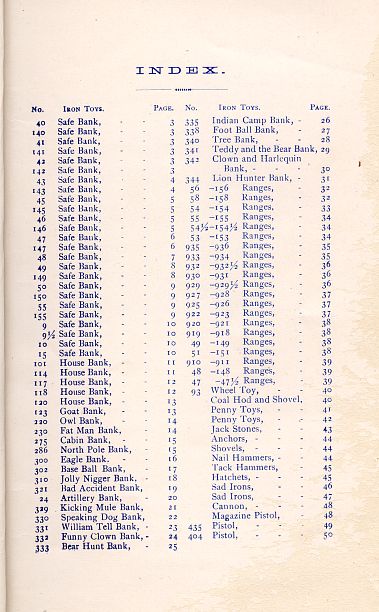 INDEX.
No. IRON TOYS. PAGE.
40 Safe Bank, - - 3
140 Safe Bank, - - 3
41 Safe Bank, - - 3
141 Safe Bank, - - 3
42 Safe Bank, - - 3
142 Safe Bank, - - 3
43 Safe Bank, - - 4
143 Safe Bank, - - 4
45 Safe Bank, - - 5
145 Safe Bank, - - 5
46 Safe Bank, - - 5
146 Safe Bank, - - 5
47 Safe Bank, - - 6
147 Safe Bank, - - 6
48 Safe Bank, - - 7
49 Safe Bank, - - 8
149 Safe Bank, - - 8
50 Safe Bank, - - 9
150 Safe Bank, - - 9
55 Safe Bank, - - 9
155 Safe Bank, - - 9
9 Safe Bank, - - 10
9½ Safe Bank, - - 10
10 Safe Bank, - - 10
15 Safe Bank, - - 10
101 House Bank, - - 11
114 House Bank, - - 11
117 House Bank, - - 12
118 House Bank, - - 12
120 House Bank, - - 13
123 Goat Bank, - - 13
220 Owl Bank, - - 14
230 Fat Man Bank, - 14
275 Cabin Bank, - - 15
286 North Pole Bank, - 15
300 Eagle Bank. - - 16
302 Base Ball Bank, - 17
310 Jolly Nigger Bank. - 18
321 Bad Accident Bank, - 19
24 Artillery Bank, - 20
329 Kicking Mule Bank, - 21
330 Speaking Dog Bank, - 22
331 William Tell Bank, - 23
332 Funny Clown Bank, - 24
333 Bear Hunt Bank, - 25
No. IRON TOYS. PAGE.
335 Indian Camp Bank, - 26
338 Foot Ball Bank, - 27
340 Tree Bank, - - 28
341 Teddy and the Bear Bank, 29
342 Clown and Harlequin
Bank, - - - 30
344 Lion Hunter Bank, - 31
56 -156 Ranges, - 32
58 -158 Ranges, - 32
54 -154 Ranges, - 33
55 -155 Ranges, - 34
54½-154½ Ranges, - 34
53 -153 Ranges, - 34
935 -936 Ranges, - 35
933 -934 Ranges, - 35
932 -932½ Ranges, - 36
930 -931 Ranges, - 36
929 -929½ Ranges, - 36
927 -928 Ranges, - 37
925 -926 Ranges, - 37
922 -923 Ranges, - 37
920 -921 Ranges, - 38
919 -918 Ranges, - 38
49 -149 Ranges, - 38
51 -151 Ranges, - 38
910 -911 Ranges, - 39
48 -148 Ranges, - 39
47 -47½ Ranges, - 39
93 Wheel Toy, - - 40
Coal Hod and Shovel, 40
Penny Toys, - 41
Penny Toys, - 42
Jack Stones, - 43
Anchors, - - 44
Shovels, - - 44
Nail Hammers, - 44
Tack Hammers, 45
Hatchets, - - 45
Sad Irons, - 46
Sad Irons, - 47
Cannon, - - 48
Magazine Pistol, - 48
435 Pistol, - - 49
404 Pistol, - - 50